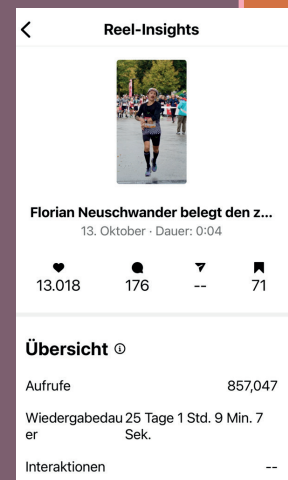 Reel-Insights
Florian Neuschwander belegt den z...
13. Oktober · Dauer: 0:04
13.018 176 -- 71
Übersicht
Aufrufe 857,047
Wiedergabedau 25 Tage 1 Std. 9 Min. 7
er Sek.
Interaktionen --